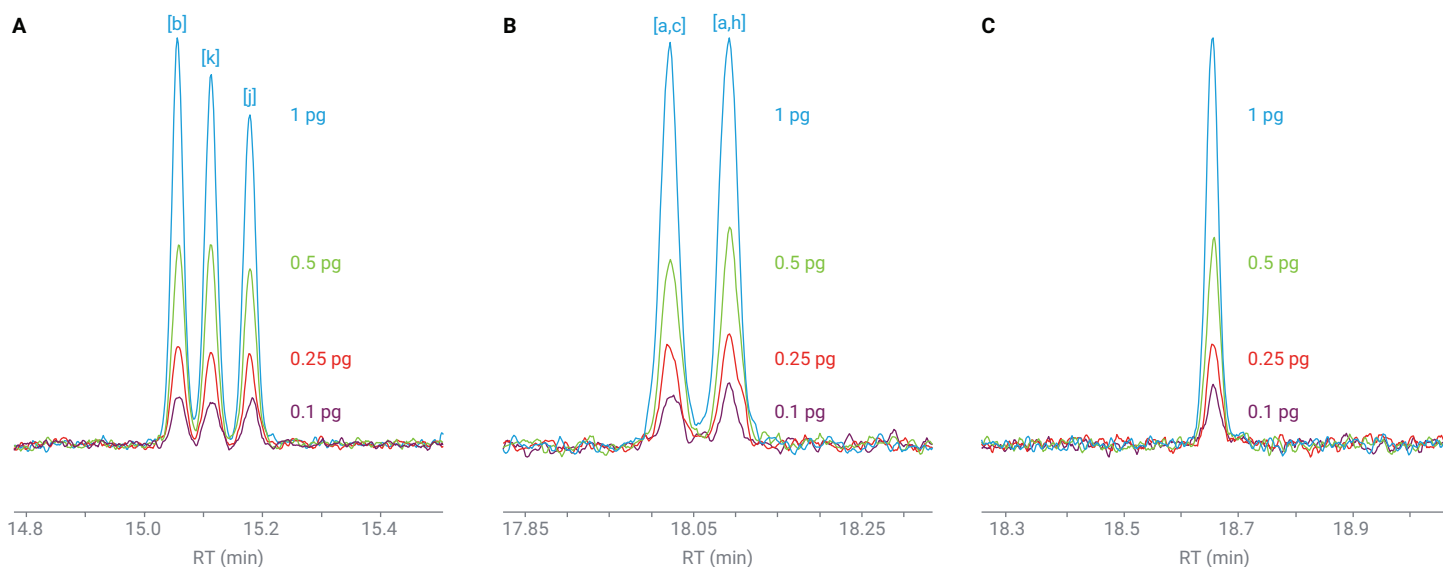 A
[b]
[k]
[j]
1 pg
0.5 pg
0.25 pg
0.1 pg
14.8 15.0 15.2 15.4
RT (min)
B
[a,c] [a,h]
1 pg
0.5 pg
0.25 pg
0.1 pg
17.85 18.05 18.25
RT (min)
C
1 pg
0.5 pg
0.25 pg
0.1 pg
18.3 18.5 18.7 18.9
RT (min)